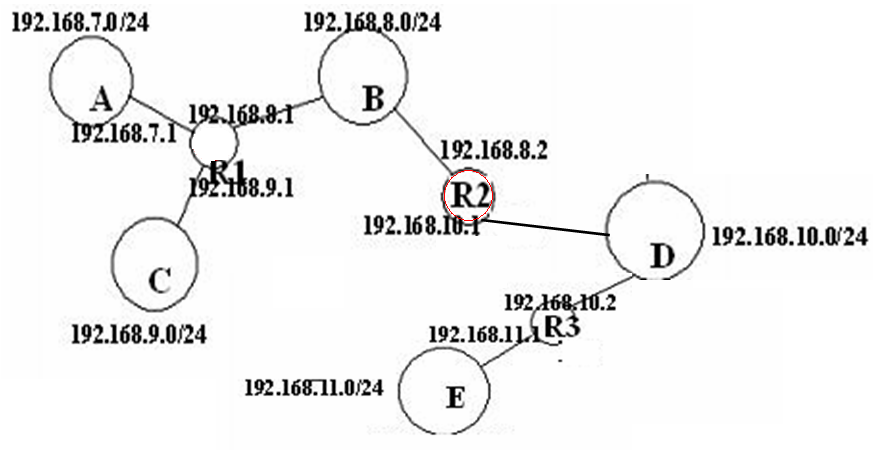 192.168.7.0/24
192.168.8.0/24
A
B
192.168.8.1
192.168.7.1
192.168.8.2
R1
192.168.9.1
R2
192.168.10.1
192.168.10.0/24
D
C
192.168.10.2
R3
192.168.11.1
192.168.9.0/24
192.168.11.0/24
E